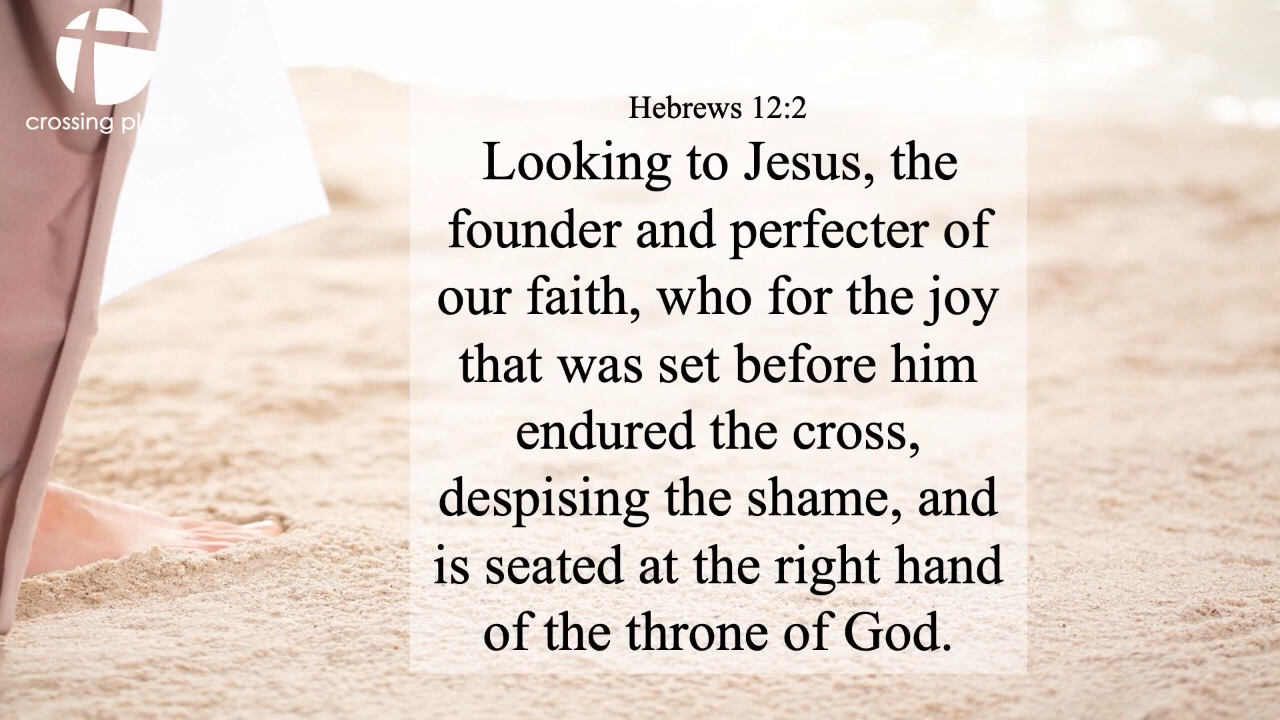 crossing place
Hebrews 12:2
Looking to Jesus, the
founder and perfecter of
our faith, who for the joy
that was set before him
endured the cross,
despising the shame, and
is seated at the right hand
of the throne of God.